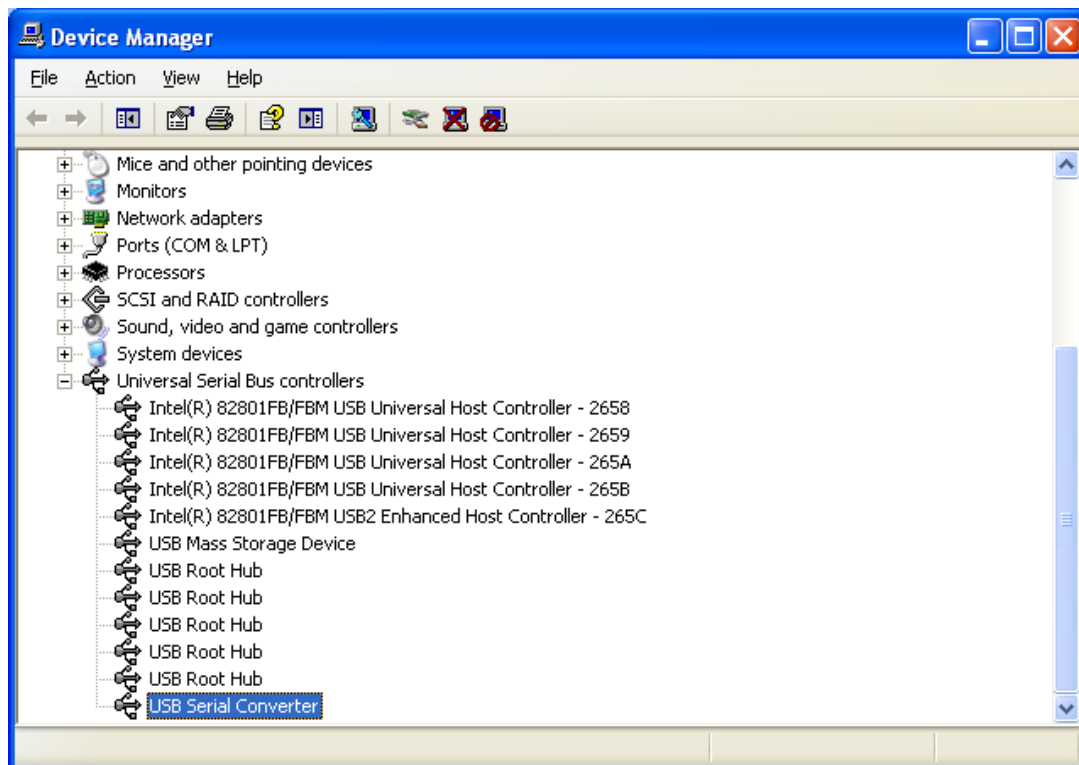 Device Manager
File Action View Help
Mice and other pointing devices
Monitors
Network adapters
Ports (COM & LPT)
Processors
SCSI and RAID controllers
Sound, video and game controllers
System devices
Universal Serial Bus controllers
Intel(R) 82801FB/FBM USB Universal Host Controller - 2658
Intel(R) 82801FB/FBM USB Universal Host Controller - 2659
Intel(R) 82801FB/FBM USB Universal Host Controller - 265A
Intel(R) 82801FB/FBM USB Universal Host Controller - 265B
Intel(R) 82801FB/FBM USB2 Enhanced Host Controller - 265C
USB Mass Storage Device
USB Root Hub
USB Root Hub
USB Root Hub
USB Root Hub
USB Root Hub
USB Serial Converter